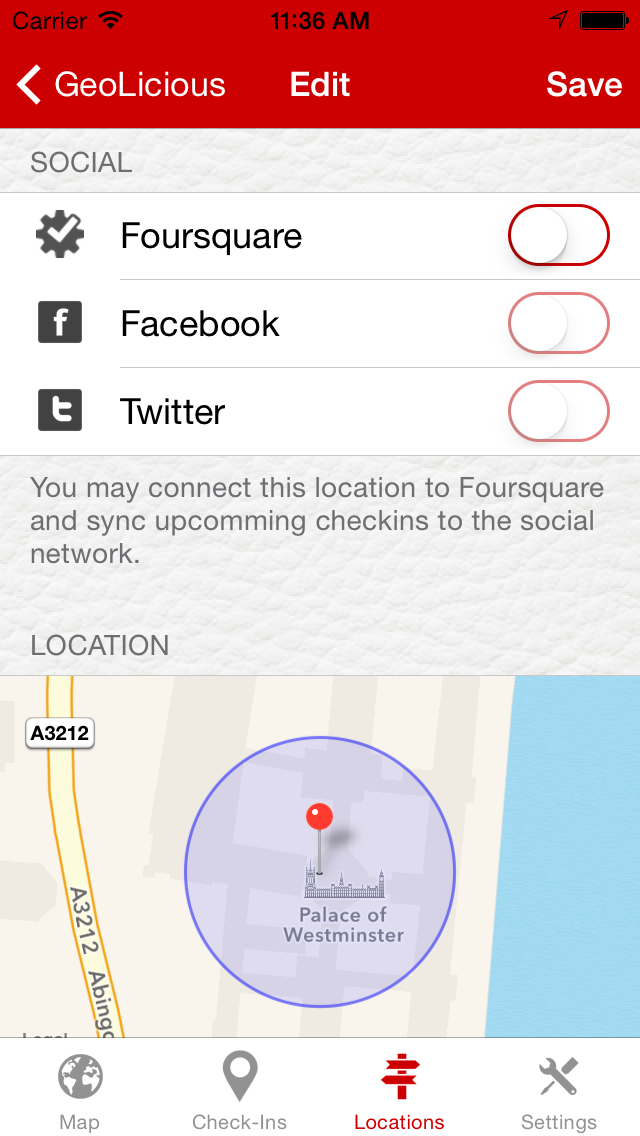 Carrier 11:36 AM
GeoLicious Edit Save
SOCIAL
Foursquare
Facebook
Twitter
You may connect this location to Foursquare
and sync upcomming checkins to the social
network.
LOCATION
A3212
A3212 Abingo
Palace of
Westminster
Legal
Map Check-Ins Locations Settings